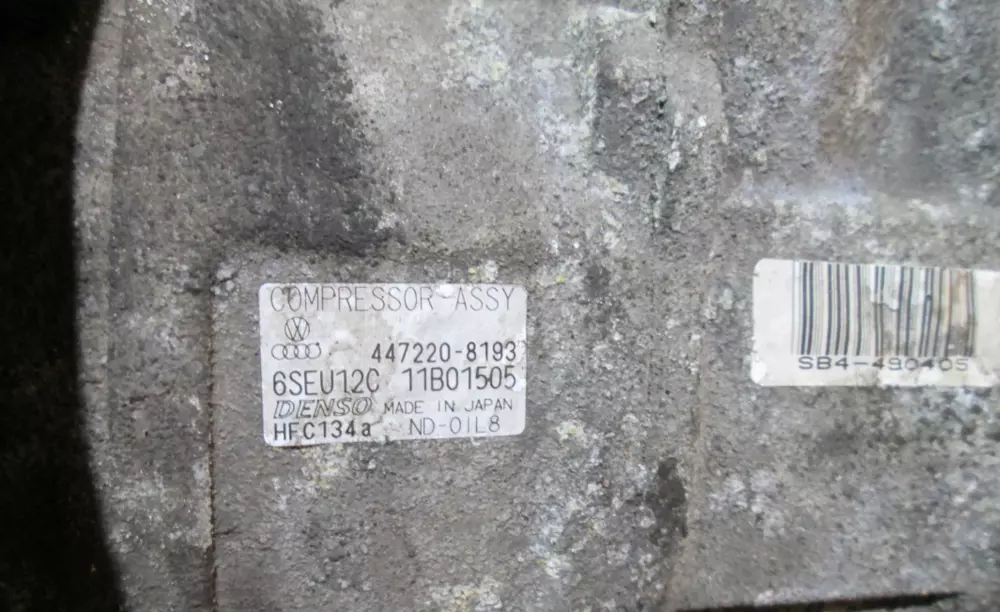 COMPRESSOR ASSY
447220-8193
6SEU12C 11B01505
DENSO MADE IN JAPAN
HFC134a ND-OIL8
SB4-490405